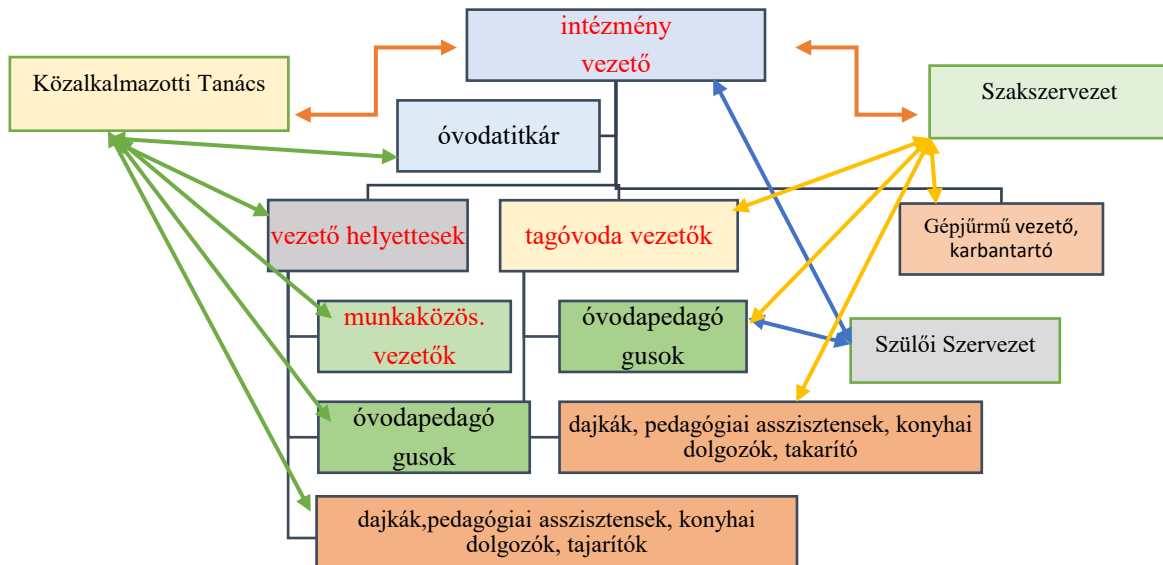 intézmény
vezető
Közalkalmazotti Tanács
Szakszervezet
óvodatitkár
vezető helyettesek
tagóvoda vezetők
Gépjűrmű vezető,
karbantartó
munkaközös.
vezetők
óvodapedagó
gusok
Szülői Szervezet
óvodapedagó
gusok
dajkák, pedagógiai asszisztensek, konyhai
dolgozók, takarító
dajkák,pedagógiai asszisztensek, konyhai
dolgozók, tajarítók